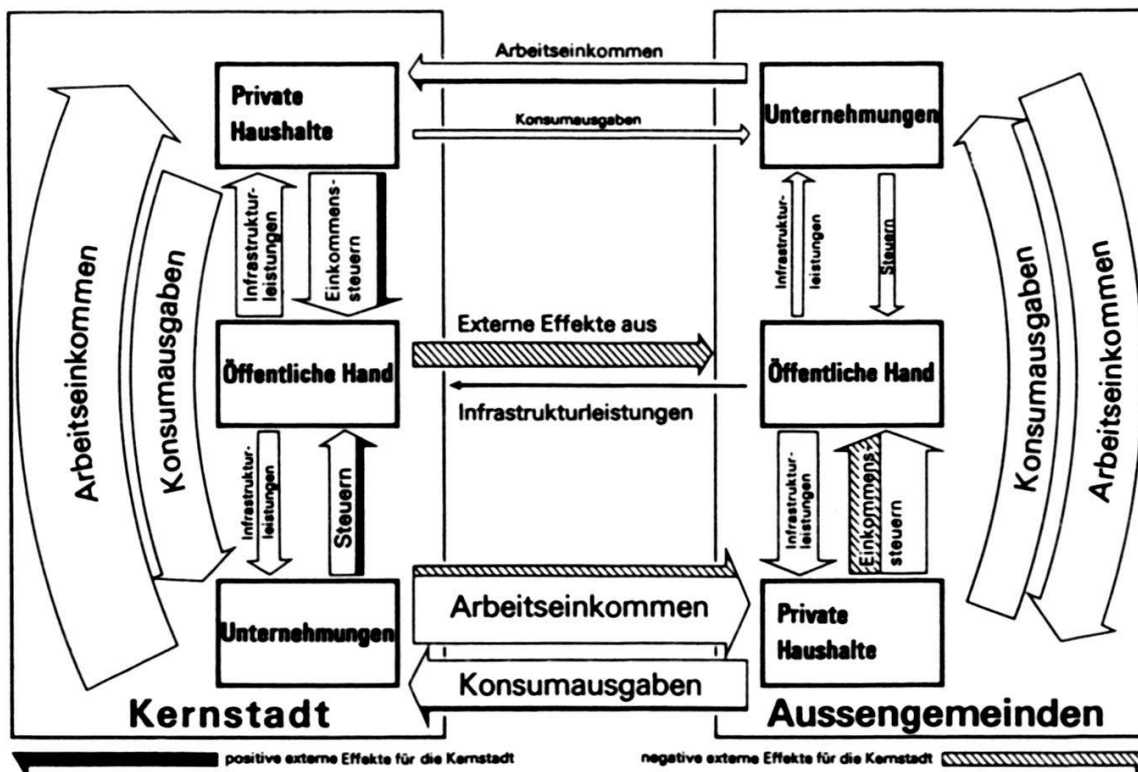 Arbeitseinkommen
Private
Haushalte
Unternehmungen
Konsumausgaben
Infrastruktur
leistungen
Einkommens-
steuern
Infrastruktur
leistungen
Steuern
Arbeitseinkommen
Konsumausgaben
Externe Effekte aus
Öffentliche Hand
Öffentliche Hand
Infrastrukturleistungen
Konsumausgaben
Arbeitseinkommen
Infrastruktur
leistungen
Steuern
Infrastruktur
leistungen
Einkommens
steuern
Arbeitseinkommen
Unternehmungen
Private
Haushalte
Konsumausgaben
Kernstadt
Aussengemeinden
positive externe Effekte für die Kernstadt
negative externe Effekte für die Kernstadt